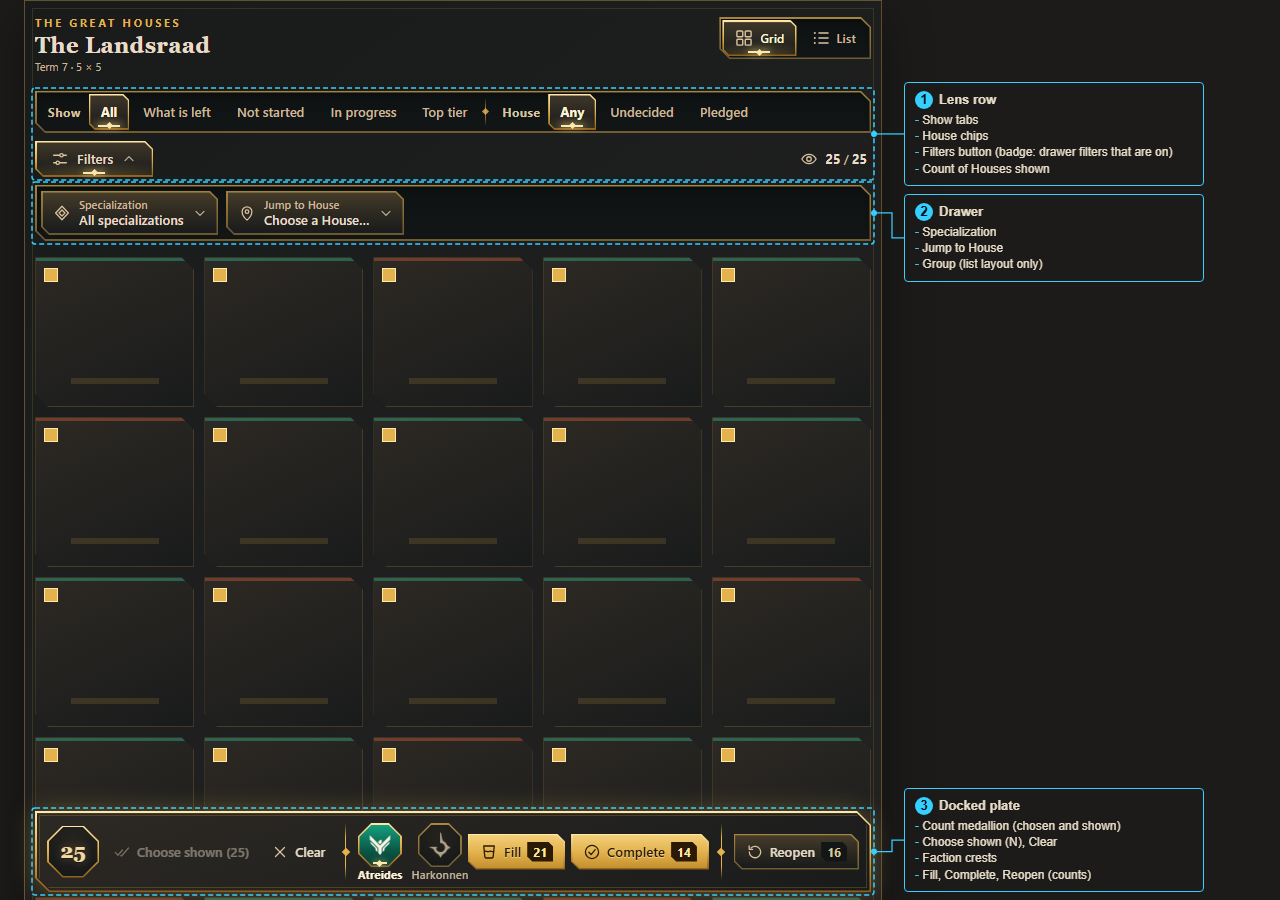 THE GREAT HOUSES
The Landsraad
Term 7 · 5 × 5
Grid
List
Show
All
What is left
Not started
In progress
Top tier
House
Any
Undecided
Pledged
Filters
25 / 25
Specialization
All specializations
Jump to House
Choose a House...
25
Choose shown (25)
Clear
Atreides
Harkonnen
Fill 21
Complete 14
Reopen 16
1 Lens row
- Show tabs
- House chips
- Filters button (badge: drawer filters that are on)
- Count of Houses shown
2 Drawer
- Specialization
- Jump to House
- Group (list layout only)
3 Docked plate
- Count medallion (chosen and shown)
- Choose shown (N), Clear
- Faction crests
- Fill, Complete, Reopen (counts)